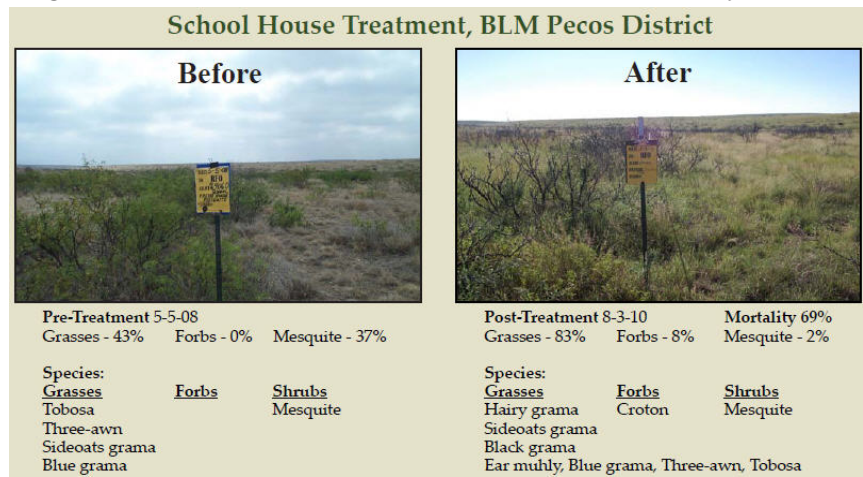 School House Treatment, BLM Pecos District
Before
After
Pre-Treatment 5-5-08
Grasses - 43% Forbs - 0% Mesquite - 37%
Species:
Grasses Forbs Shrubs
Tobosa Mesquite
Three-awn
Sideoats grama
Blue grama
Post-Treatment 8-3-10 Mortality 69%
Grasses - 83% Forbs - 8% Mesquite - 2%
Species:
Grasses Forbs Shrubs
Hairy grama Croton Mesquite
Sideoats grama
Black grama
Ear muhly, Blue grama, Three-awn, Tobosa